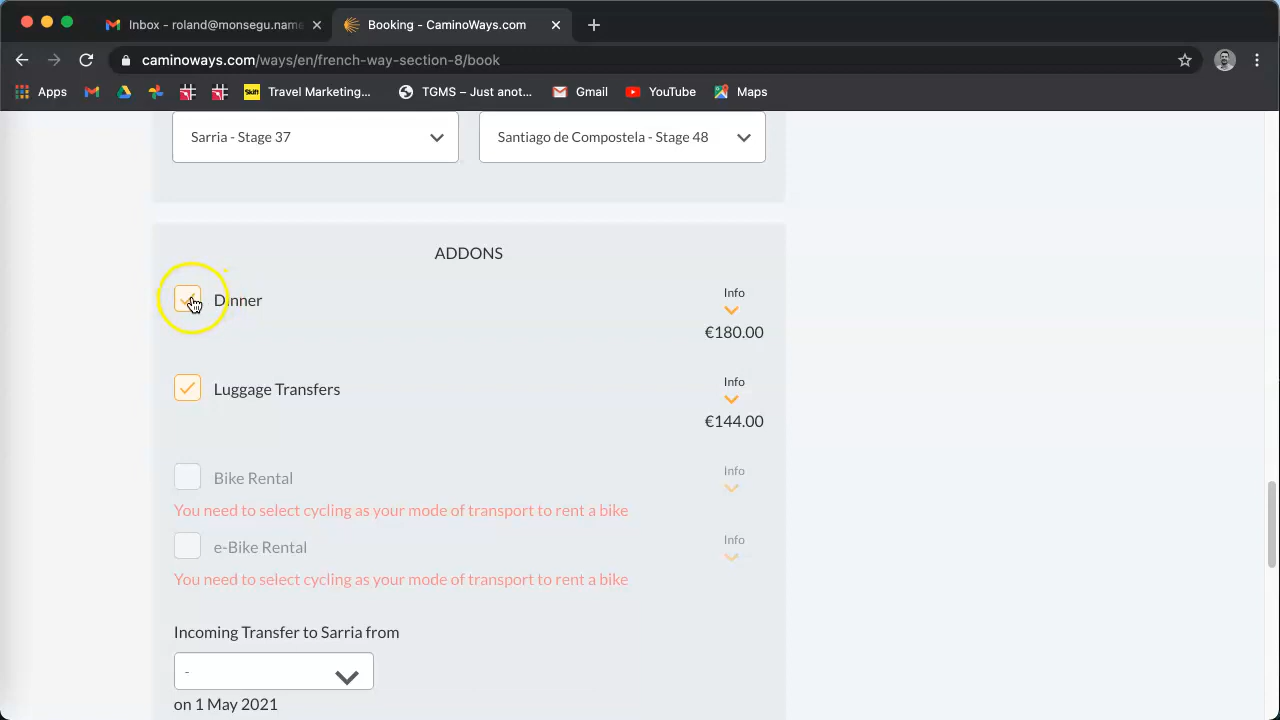 Inbox - roland@monsegu.name
Booking - CaminoWays.com
caminoways.com/ways/en/french-way-section-8/book
Apps
Travel Marketing...
TGMS – Just anot...
Gmail
YouTube
Maps
Sarria - Stage 37
Santiago de Compostela - Stage 48
ADDONS
Dinner
Info
€180.00
Luggage Transfers
Info
€144.00
Bike Rental
Info
You need to select cycling as your mode of transport to rent a bike
e-Bike Rental
Info
You need to select cycling as your mode of transport to rent a bike
Incoming Transfer to Sarria from
-
on 1 May 2021